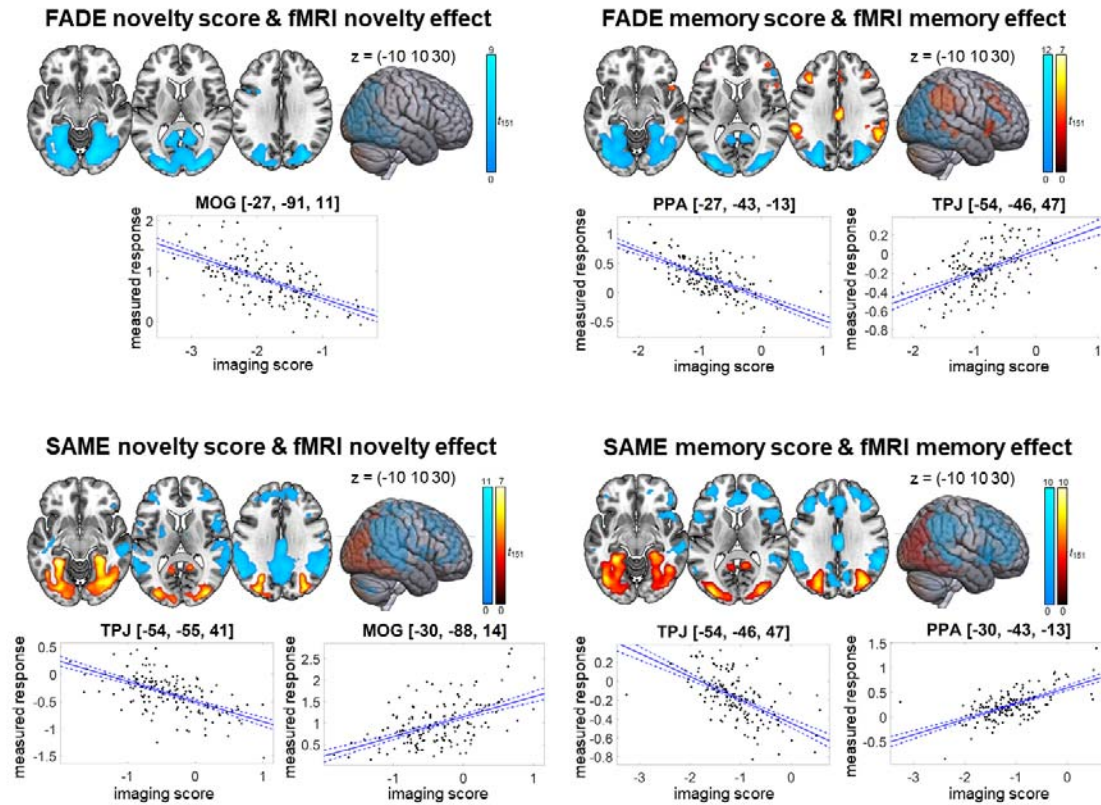 FADE novelty score & fMRI novelty effect
z = (-10 10 30)
9
t151
0
MOG [-27, -91, 11]
measured response
2
1
0
-3 -2 -1
imaging score
FADE memory score & fMRI memory effect
z = (-10 10 30)
12 7
t151
0 0
PPA [-27, -43, -13]
measured response
1
0.5
0
-0.5
-2 -1 0 1
imaging score
TPJ [-54, -46, 47]
measured response
0.2
0
-0.2
-0.4
-0.6
-0.8
-2 -1 0 1
imaging score
SAME novelty score & fMRI novelty effect
z = (-10 10 30)
11 7
t151
0 0
TPJ [-54, -55, 41]
measured response
0.5
0
-0.5
-1
-1.5
-1 0 1
imaging score
MOG [-30, -88, 14]
measured response
2.5
2
1.5
1
0.5
-1 0 1
imaging score
SAME memory score & fMRI memory effect
z = (-10 10 30)
10 10
t151
0 0
TPJ [-54, -46, 47]
measured response
0.2
0
-0.2
-0.4
-0.6
-0.8
-3 -2 -1 0
imaging score
PPA [-30, -43, -13]
measured response
1.5
1
0.5
0
-0.5
-3 -2 -1 0
imaging score